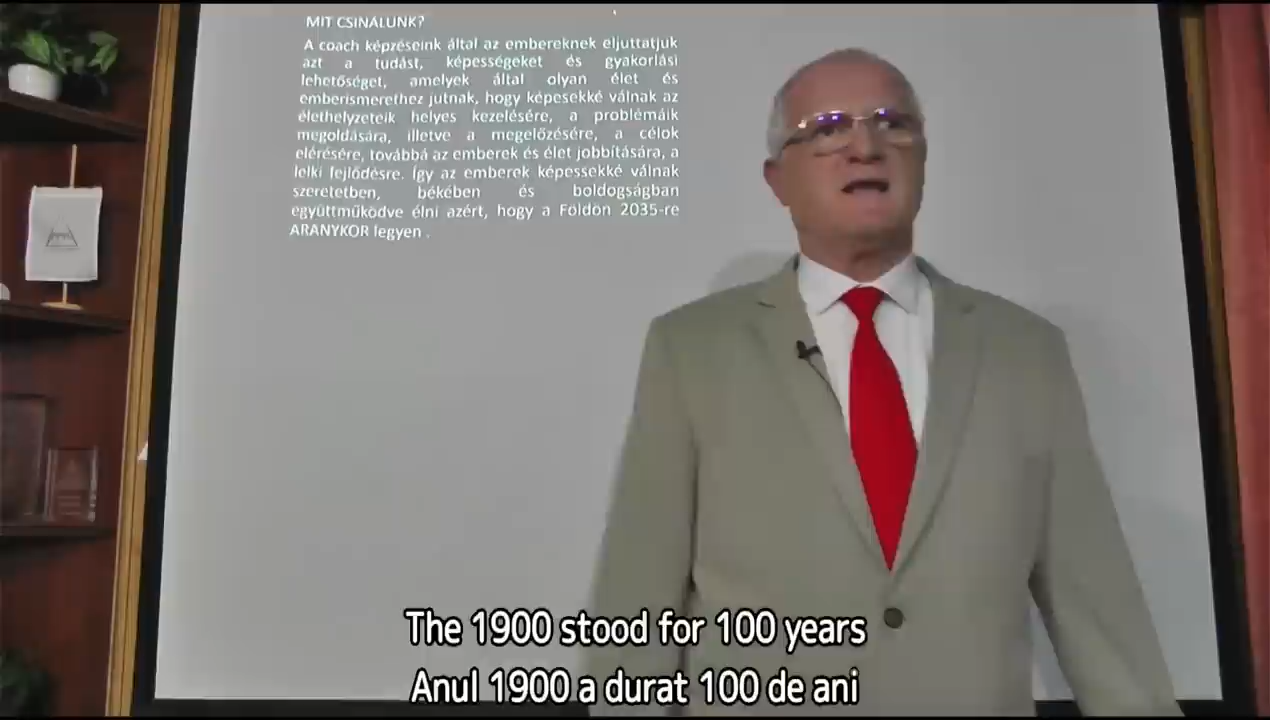 MIT CSINÁLUNK?
A coach képzéseink által az embereknek eljuttatjuk
azt a tudást, képességeket és gyakorlási
lehetőséget, amelyek által olyan élet és
emberismerethez jutnak, hogy képesekké válnak az
élethelyzeteik helyes kezelésére, a problémáik
megoldására, illetve a megelőzésére, a célok
elérésére, továbbá az emberek és élet jobbítására, a
lelki fejlődésre. Így az emberek képessekké válnak
szeretetben, békében és boldogságban
együttműködve élni azért, hogy a Földön 2035-re
ARANYKOR legyen .
The 1900 stood for 100 years
Anul 1900 a durat 100 de ani